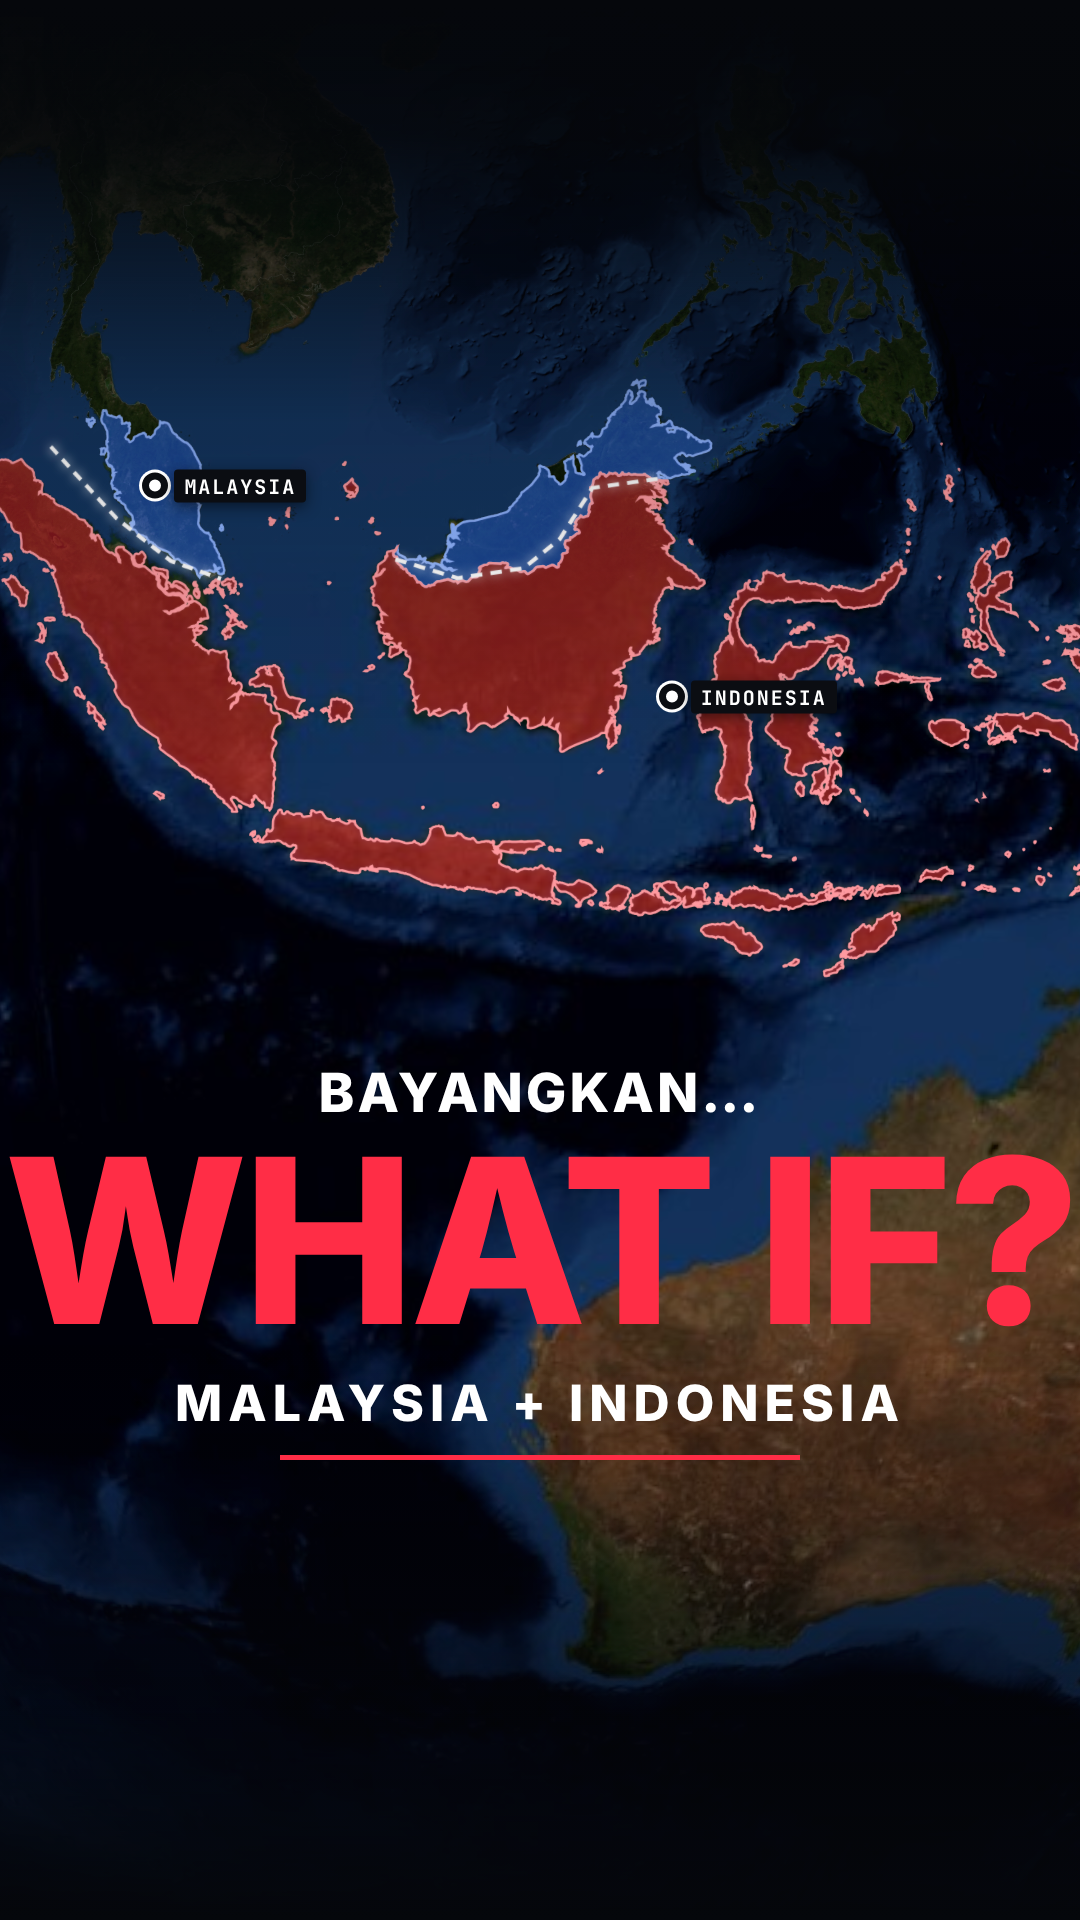 MALAYSIA
INDONESIA
BAYANGKAN...
WHAT IF?
MALAYSIA + INDONESIA